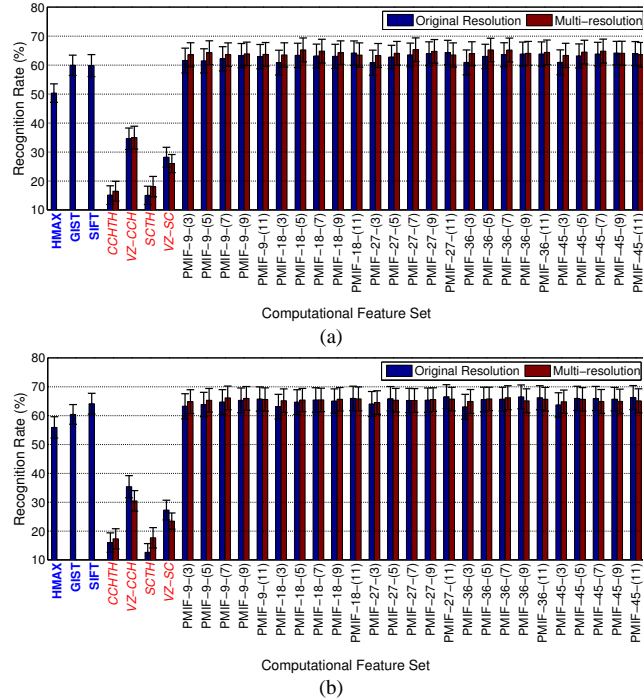 80
70
60
50
40
30
20
10
Recognition Rate (%)
Original Resolution
Multi-resolution
HMAX
GIST
SIFT
CCHTH
VZ−CCH
SCTH
VZ−SC
PMIF−9−(3)
PMIF−9−(5)
PMIF−9−(7)
PMIF−9−(9)
PMIF−9−(11)
PMIF−18−(3)
PMIF−18−(5)
PMIF−18−(7)
PMIF−18−(9)
PMIF−18−(11)
PMIF−27−(3)
PMIF−27−(5)
PMIF−27−(7)
PMIF−27−(9)
PMIF−27−(11)
PMIF−36−(3)
PMIF−36−(5)
PMIF−36−(7)
PMIF−36−(9)
PMIF−36−(11)
PMIF−45−(3)
PMIF−45−(5)
PMIF−45−(7)
PMIF−45−(9)
PMIF−45−(11)
Computational Feature Set
(a)
80
70
60
50
40
30
20
10
Recognition Rate (%)
Original Resolution
Multi-resolution
HMAX
GIST
SIFT
CCHTH
VZ−CCH
SCTH
VZ−SC
PMIF−9−(3)
PMIF−9−(5)
PMIF−9−(7)
PMIF−9−(9)
PMIF−9−(11)
PMIF−18−(3)
PMIF−18−(5)
PMIF−18−(7)
PMIF−18−(9)
PMIF−18−(11)
PMIF−27−(3)
PMIF−27−(5)
PMIF−27−(7)
PMIF−27−(9)
PMIF−27−(11)
PMIF−36−(3)
PMIF−36−(5)
PMIF−36−(7)
PMIF−36−(9)
PMIF−36−(11)
PMIF−45−(3)
PMIF−45−(5)
PMIF−45−(7)
PMIF−45−(9)
PMIF−45−(11)
Computational Feature Set
(b)